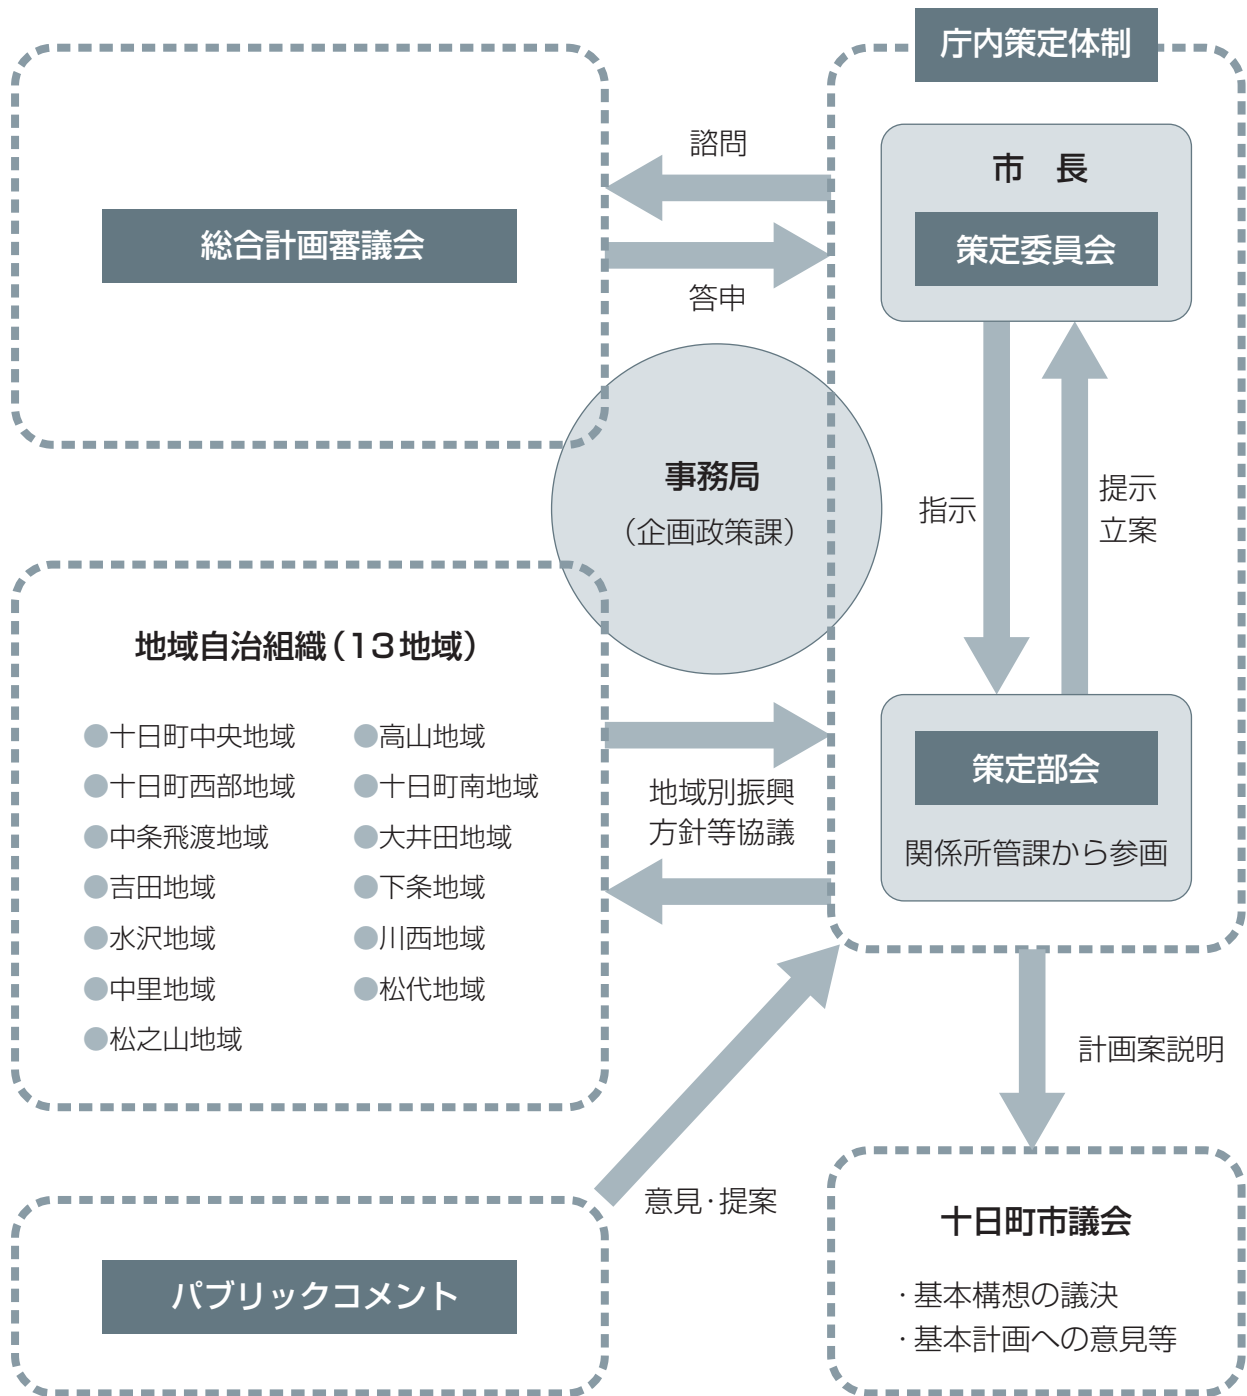 庁内策定体制
市　長
策定委員会
諮問
総合計画審議会
答申
事務局
（企画政策課）
指示
提示
立案
地域自治組織（13地域）
●十日町中央地域
●高山地域
●十日町西部地域
●十日町南地域
●中条飛渡地域
●大井田地域
●吉田地域
●下条地域
●水沢地域
●川西地域
●中里地域
●松代地域
●松之山地域
地域別振興
方針等協議
策定部会
関係所管課から参画
計画案説明
意見・提案
パブリックコメント
十日町市議会
・基本構想の議決
・基本計画への意見等